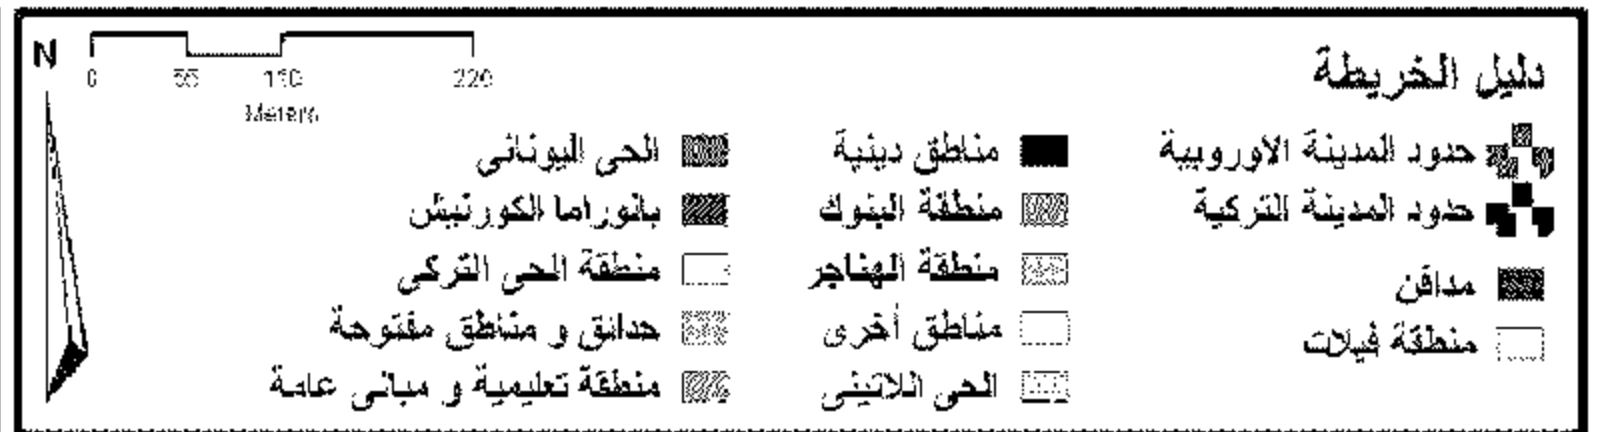 دليل الخريطة
حدود المدينة الاوروبية
حدود المدينة التركية
مدافن
منطقة فيلات
مناطق دينية
منطقة البنوك
منطقة الهناجر
مناطق أخرى
الحى اللاتينى
الحى اليونانى
بانوراما الكورنيش
منطقة الحى التركى
حدائق و مناطق مفتوحة
منطقة تعليمية و مبانى عامة
N
0 55 110 220
Meters